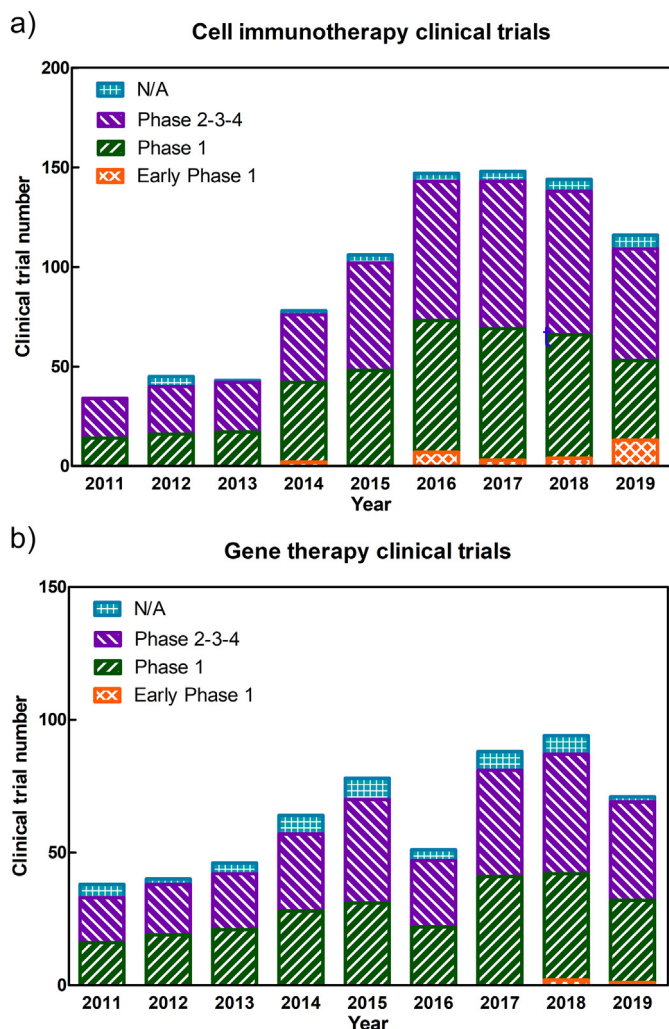 a)
Cell immunotherapy clinical trials
200
150
100
50
0
Clinical trial number
N/A
Phase 2-3-4
Phase 1
Early Phase 1
2011 2012 2013 2014 2015 2016 2017 2018 2019
Year
b)
Gene therapy clinical trials
150
100
50
0
Clinical trial number
N/A
Phase 2-3-4
Phase 1
Early Phase 1
2011 2012 2013 2014 2015 2016 2017 2018 2019
Year